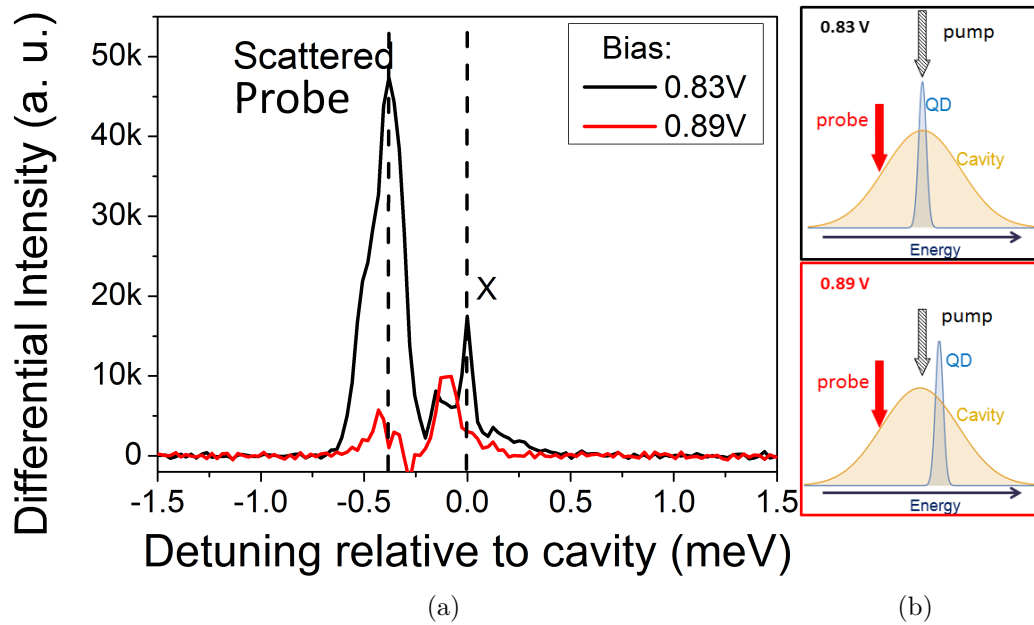 Differential Intensity (a. u.)
50k
40k
30k
20k
10k
0
Scattered
Probe
X
Bias:
0.83V
0.89V
-1.5
-1.0
-0.5
0.0
0.5
1.0
1.5
Detuning relative to cavity (meV)
(a)
0.83 V
pump
QD
probe
Cavity
Energy
0.89 V
pump
QD
probe
Cavity
Energy
(b)